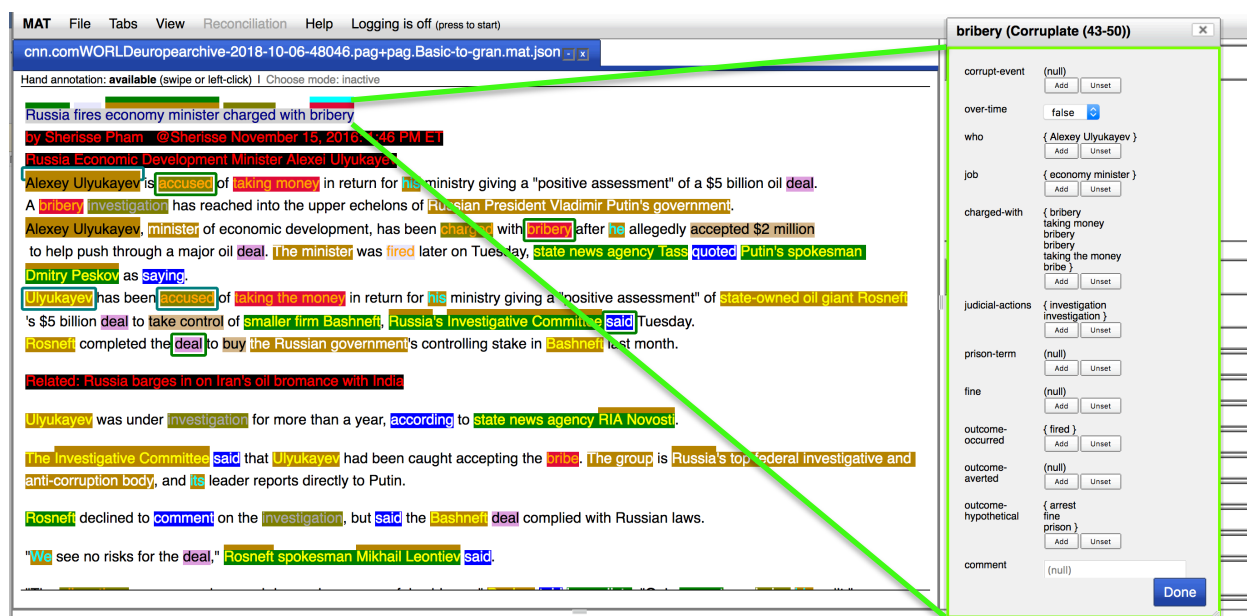 MAT File Tabs View Reconciliation Help Logging is off (press to start)
cnn.comWORLDeuropearchive-2018-10-06-48046.pag+pag.Basic-to-gran.mat.json - x
Hand annotation: available (swipe or left-click) | Choose mode: inactive
Russia fires economy minister charged with bribery
by Sherisse Pham @Sherisse November 15, 2016: 1:46 PM ET
Russia Economic Development Minister Alexei Ulyukayev
Alexey Ulyukayev is accused of taking money in return for his ministry giving a "positive assessment" of a $5 billion oil deal.
A bribery investigation has reached into the upper echelons of Russian President Vladimir Putin's government.
Alexey Ulyukayev, minister of economic development, has been charged with bribery after he allegedly accepted $2 million
to help push through a major oil deal. The minister was fired later on Tuesday, state news agency Tass quoted Putin's spokesman
Dmitry Peskov as saying.
Ulyukayev has been accused of taking the money in return for his ministry giving a "positive assessment" of state-owned oil giant Rosneft
's $5 billion deal to take control of smaller firm Bashneft, Russia's Investigative Committee said Tuesday.
Rosneft completed the deal to buy the Russian government's controlling stake in Bashneft last month.
Related: Russia barges in on Iran's oil bromance with India
Ulyukayev was under investigation for more than a year, according to state news agency RIA Novosti.
The Investigative Committee said that Ulyukayev had been caught accepting the bribe. The group is Russia's top federal investigative and
anti-corruption body, and its leader reports directly to Putin.
Rosneft declined to comment on the investigation, but said the Bashneft deal complied with Russian laws.
"We see no risks for the deal," Rosneft spokesman Mikhail Leontiev said.
bribery (Corruplate (43-50)) x
corrupt-event (null)
Add Unset
over-time false
who { Alexey Ulyukayev }
Add Unset
job { economy minister }
Add Unset
charged-with { bribery
taking money
bribery
bribery
taking the money
bribe }
Add Unset
judicial-actions { investigation
investigation }
Add Unset
prison-term (null)
Add Unset
fine (null)
Add Unset
outcome- { fired }
occurred Add Unset
outcome- (null)
averted Add Unset
outcome- { arrest
hypothetical fine
prison }
Add Unset
comment (null)
Done